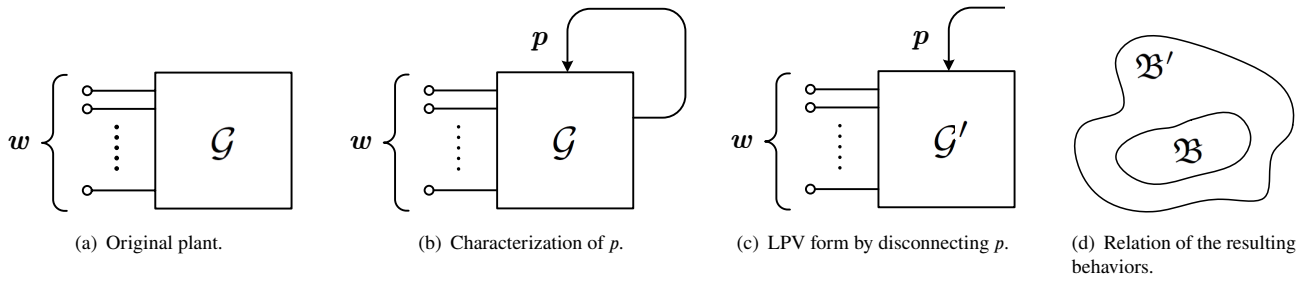 w
𝒢
(a) Original plant.
p
w
𝒢
(b) Characterization of p.
p
w
𝒢′
(c) LPV form by disconnecting p.
𝔅′
𝔅
(d) Relation of the resulting
behaviors.